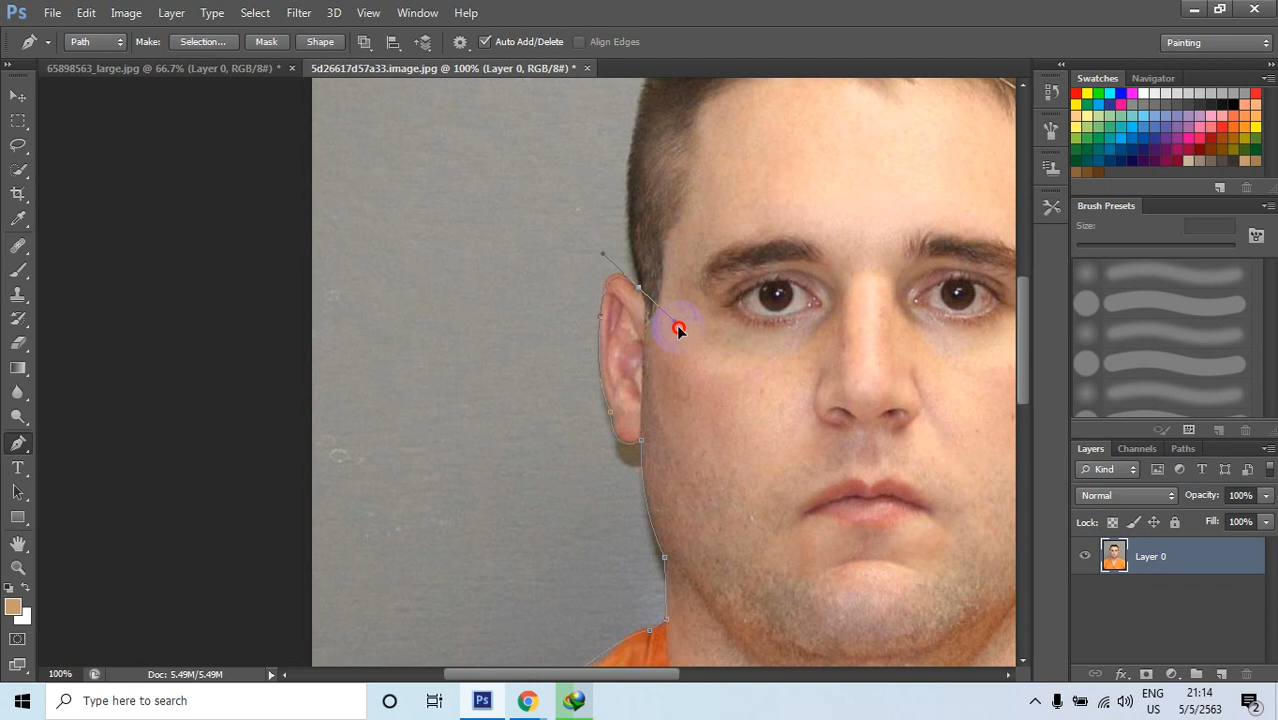 Ps File Edit Image Layer Type Select Filter 3D View Window Help
Path Make: Selection... Mask Shape Auto Add/Delete Align Edges Painting
65898563_large.jpg @ 66.7% (Layer 0, RGB/8#) * × 5d26617d57a33.image.jpg @ 100% (Layer 0, RGB/8#) * ×
Swatches Navigator
Brush Presets
Size:
Layers Channels Paths
Kind
Normal Opacity: 100%
Lock: Fill: 100%
Layer 0
100% Doc: 5.49M/5.49M
Type here to search
Ps
ENG
US
21:14
5/5/2563
2